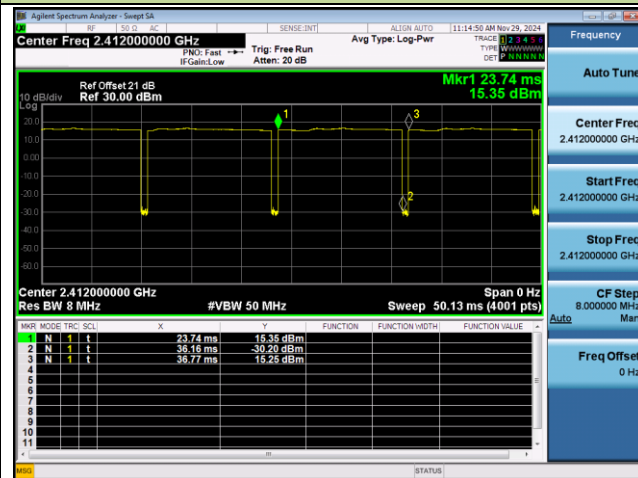 Agilent Spectrum Analyzer - Swept SA
RF 50 Ω AC SENSE:INT ALIGN AUTO 11:14:50 AM Nov 29, 2024
Center Freq 2.412000000 GHz
PNO: Fast
IFGain:Low
Trig: Free Run
Atten: 20 dB
Avg Type: Log-Pwr
TRACE 1 2 3 4 5 6
TYPE WWWWWW
DET P N N N N N
Frequency
Auto Tune
Center Freq
2.412000000 GHz
Start Freq
2.412000000 GHz
Stop Freq
2.412000000 GHz
CF Step
8.000000 MHz
Auto Man
Freq Offset
0 Hz
Mkr1 23.74 ms
15.35 dBm
Ref Offset 21 dB
10 dB/div Ref 30.00 dBm
Log
20.0
10.0
0.00
-10.0
-20.0
-30.0
-40.0
-50.0
-60.0
1
3
2
Center 2.412000000 GHz Span 0 Hz
Res BW 8 MHz #VBW 50 MHz Sweep 50.13 ms (4001 pts)
MKR MODE TRC SCL X Y FUNCTION FUNCTION WIDTH FUNCTION VALUE
1 N 1 t 23.74 ms 15.35 dBm
2 N 1 t 36.16 ms -30.20 dBm
3 N 1 t 36.77 ms 15.25 dBm
4
5
6
7
8
9
10
11
MSG STATUS